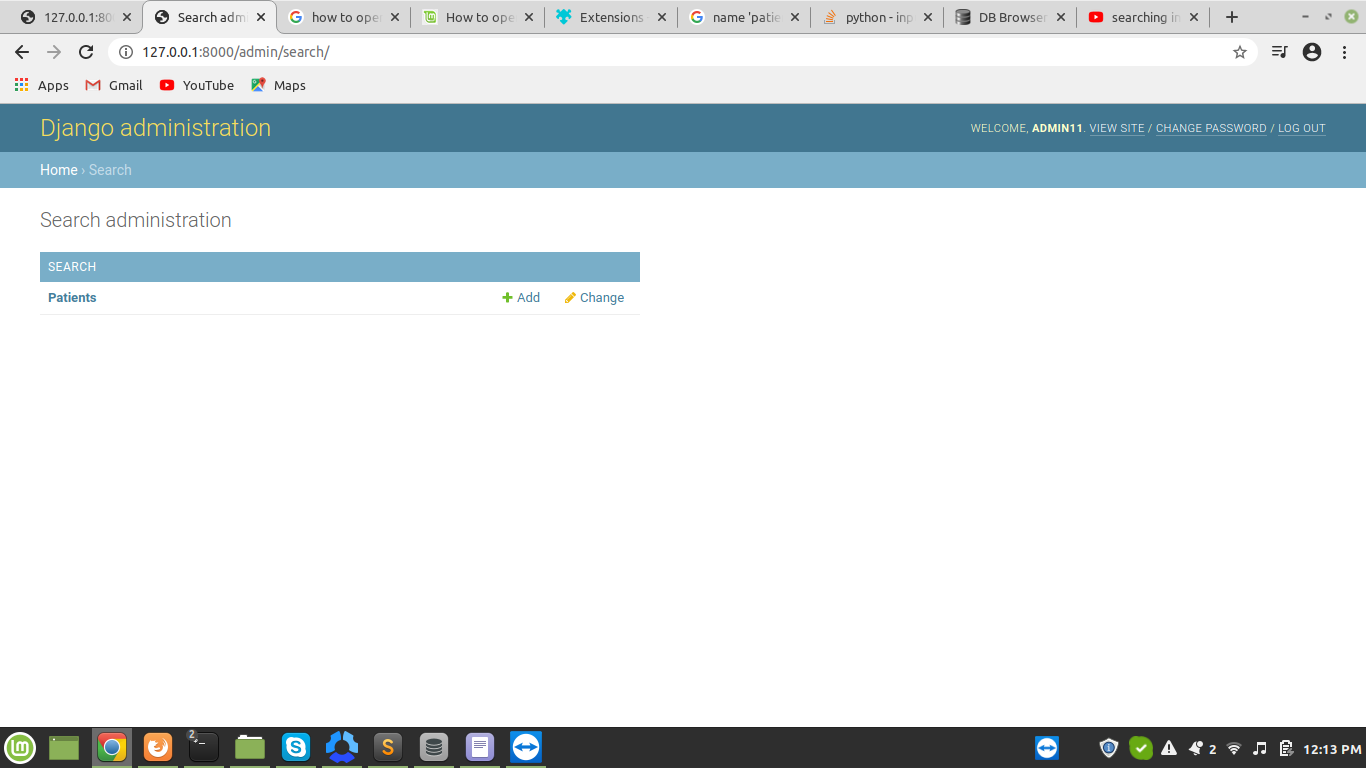 127.0.0.1:80
Search admi
how to oper
How to ope
Extensions
name 'patie
python - inp
DB Browser
searching in
127.0.0.1:8000/admin/search/
Apps Gmail YouTube Maps
Django administration
WELCOME, ADMIN11. VIEW SITE / CHANGE PASSWORD / LOG OUT
Home › Search
Search administration
SEARCH
Patients Add Change
2
S
S
2
12:13 PM